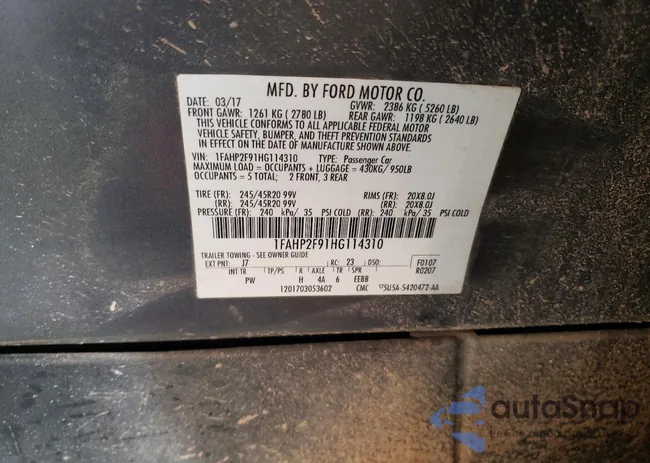 MFD. BY FORD MOTOR CO.
DATE: 03/17 GVWR: 2386 KG ( 5260 LB)
FRONT GAWR: 1261 KG ( 2780 LB) REAR GAWR: 1198 KG ( 2640 LB)
THIS VEHICLE CONFORMS TO ALL APPLICABLE FEDERAL MOTOR
VEHICLE SAFETY, BUMPER, AND THEFT PREVENTION STANDARDS
IN EFFECT ON THE DATE OF MANUFACTURE SHOWN ABOVE.
VIN: 1FAHP2F91HG114310 TYPE: Passenger Car
MAXIMUM LOAD = OCCUPANTS + LUGGAGE = 430KG/ 950LB
OCCUPANTS = 5 TOTAL; 2 FRONT, 3 REAR
TIRE (FR): 245/45R20 99V RIMS (FR): 20X8.0J
(RR): 245/45R20 99V (RR): 20X8.0J
PRESSURE (FR): 240 kPa/ 35 PSI COLD (RR): 240 kPa/ 35 PSI COLD
1FAHP2F91HG114310
TRAILER TOWING - SEE OWNER GUIDE
EXT PNT: J7 RC: 23 DSO: F0107
INT TR TP/PS R AXLE TR SPR R0207
PW H 4A 6 EEB8
1201703053602 CMC 5U5A-5420472-AA
autoSnap